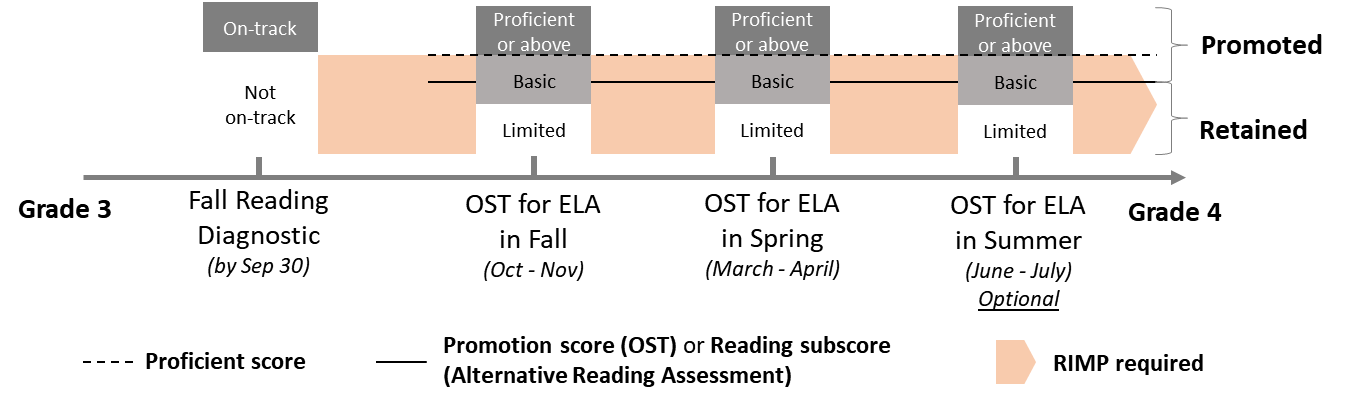 On-track
Not
on-track
Proficient
or above
Basic
Limited
Proficient
or above
Basic
Limited
Proficient
or above
Basic
Limited
Promoted
Retained
Grade 3
Fall Reading
Diagnostic
(by Sep 30)
OST for ELA
in Fall
(Oct - Nov)
OST for ELA
in Spring
(March - April)
OST for ELA
in Summer
(June - July)
Optional
Grade 4
Proficient score
Promotion score (OST) or Reading subscore
(Alternative Reading Assessment)
RIMP required